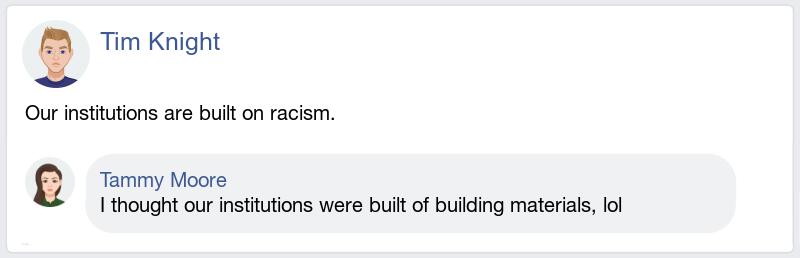 Tim Knight
Our institutions are built on racism.
Tammy Moore
I thought our institutions were built of building materials, lol